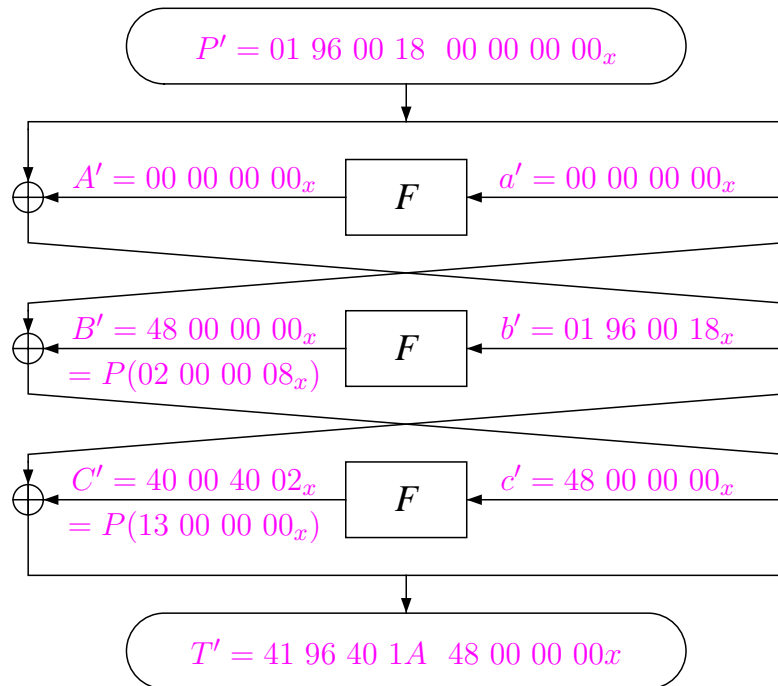 P′ = 01 96 00 18 00 00 00 00ₓ
A′ = 00 00 00 00ₓ F a′ = 00 00 00 00ₓ
B′ = 48 00 00 00ₓ F b′ = 01 96 00 18ₓ
= P(02 00 00 08ₓ)
C′ = 40 00 40 02ₓ F c′ = 48 00 00 00ₓ
= P(13 00 00 00ₓ)
T′ = 41 96 40 1A 48 00 00 00x